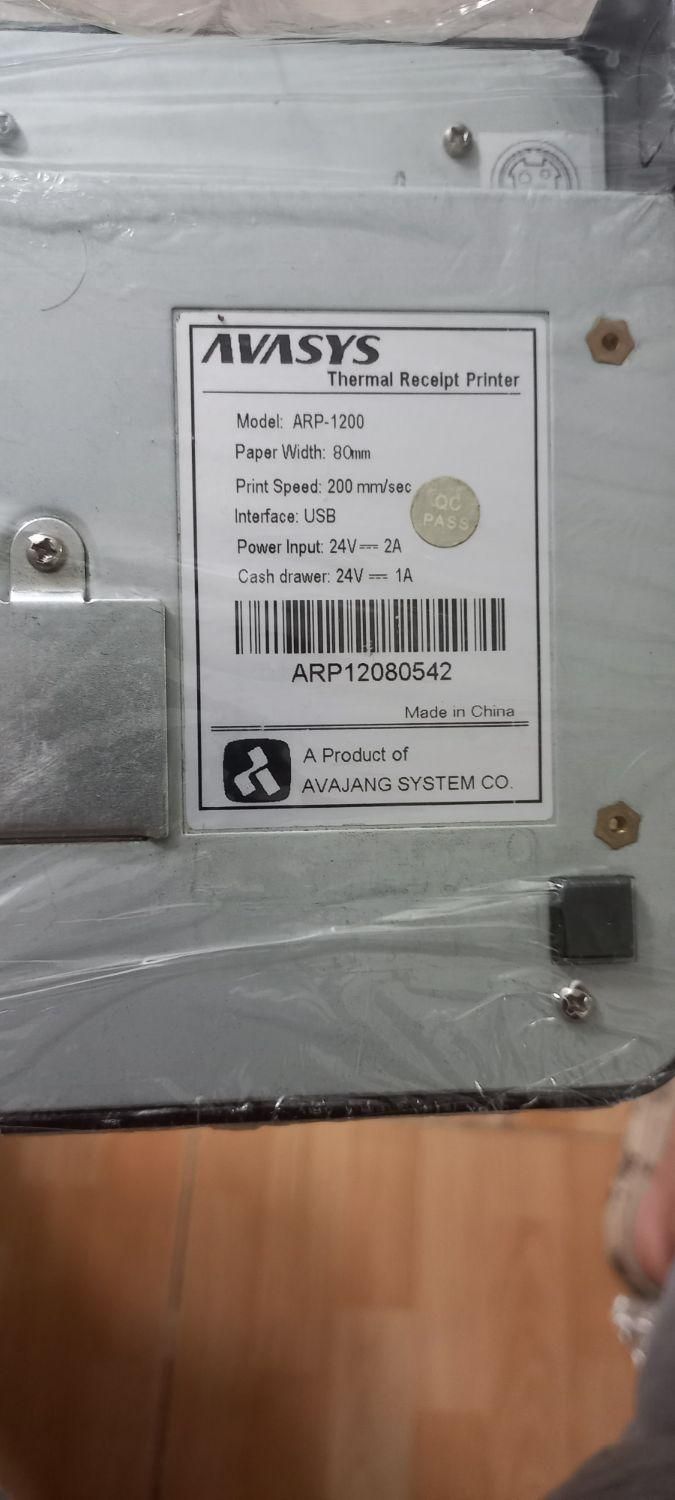 AVASYS
Thermal Receipt Printer
Model: ARP-1200
Paper Width: 80mm
Print Speed: 200 mm/sec
Interface: USB
Power Input: 24V⎓ 2A
Cash drawer: 24V⎓ 1A
QC
PASS
ARP12080542
Made in China
A Product of
AVAJANG SYSTEM CO.